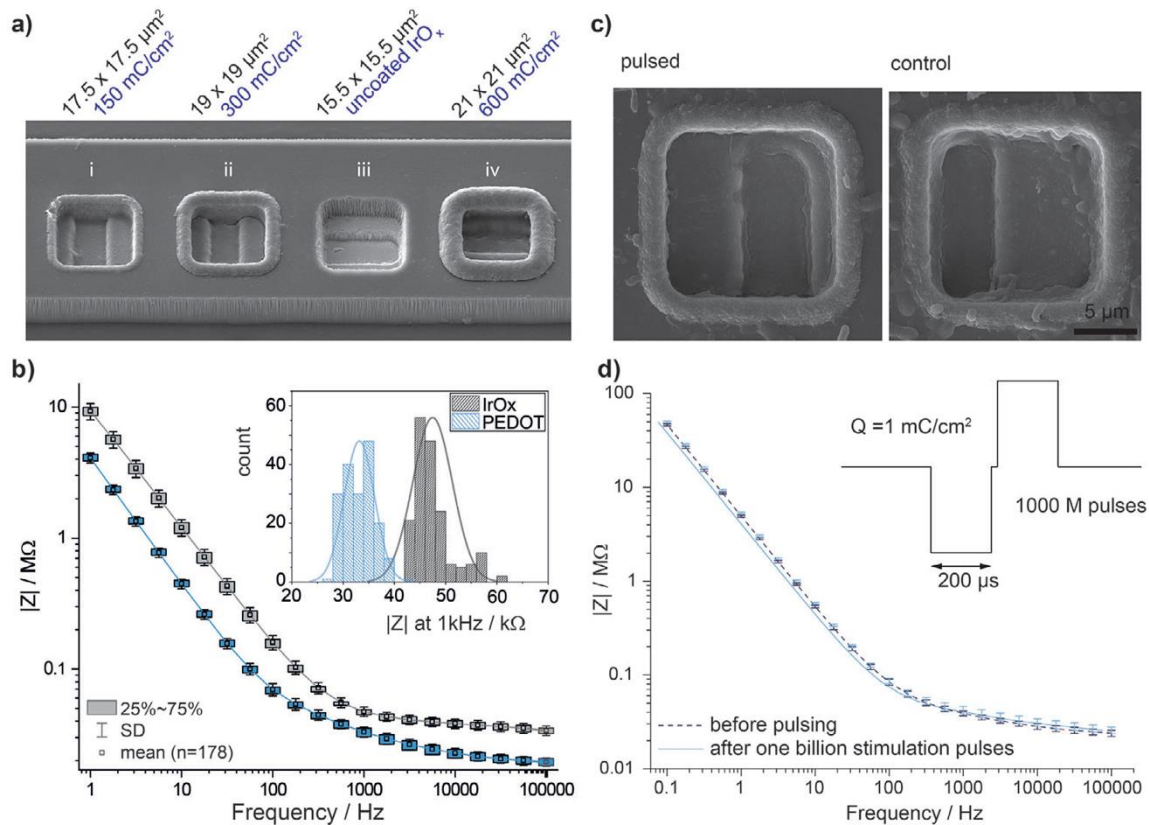 a)
17.5 x 17.5 µm²
150 mC/cm²
19 x 19 µm²
300 mC/cm²
15.5 x 15.5 µm²
uncoated IrOₓ
21 x 21 µm²
600 mC/cm²
i
ii
iii
iv
c)
pulsed
control
5 µm
b)
|Z| / MΩ
10
1
0.1
1
10
100
1000
10000
100000
Frequency / Hz
25%~75%
SD
mean (n=178)
count
60
40
20
0
20
30
40
50
60
70
|Z| at 1kHz / kΩ
IrOx
PEDOT
d)
|Z| / MΩ
100
10
1
0.1
0.01
0.1
1
10
100
1000
10000
100000
Frequency / Hz
Q =1 mC/cm²
1000 M pulses
200 µs
before pulsing
after one billion stimulation pulses